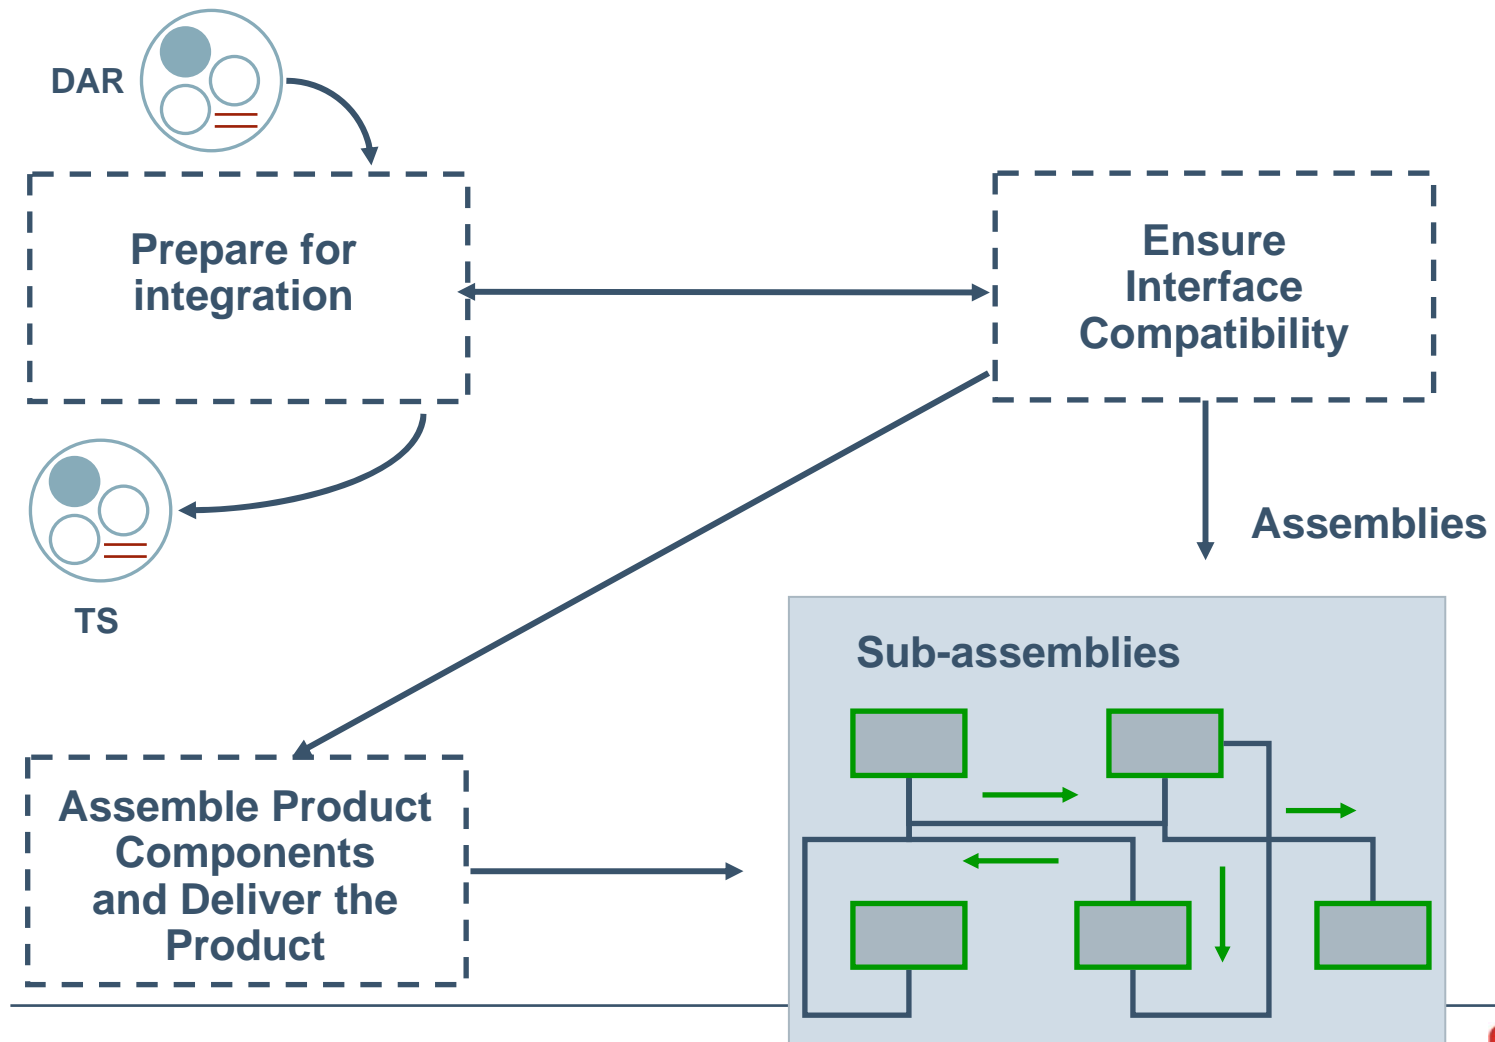 DAR
Prepare for
integration
Ensure
Interface
Compatibility
Assemblies
TS
Sub-assemblies
Assemble Product
Components
and Deliver the
Product